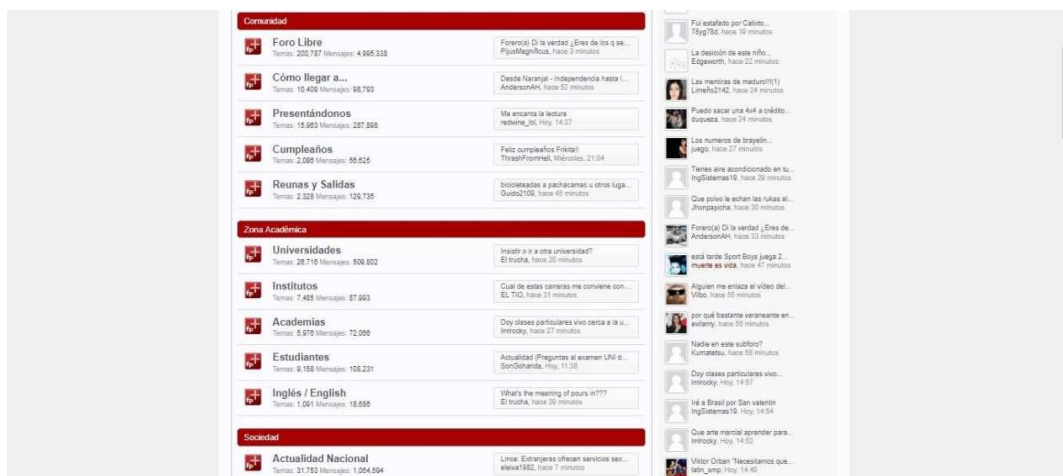 Comunidad
Foro Libre
Temas: 200,787 Mensajes: 4,995,338
Forero(a) Di la verdad ¿Eres de los q se...
PijusMagnificus, hace 3 minutos
Cómo llegar a...
Temas: 10,409 Mensajes: 98,793
Desde Naranjal - Independencia hasta l...
AndersonAH, hace 52 minutos
Presentándonos
Temas: 15,963 Mensajes: 287,898
Me encanta la lectura
redwine_lol, Hoy, 14:37
Cumpleaños
Temas: 2,086 Mensajes: 56,625
Feliz cumpleaños Frikita!!
ThrashFromHell, Miércoles, 21:04
Reunas y Salidas
Temas: 2,328 Mensajes: 129,735
bicicleteadas a pachacamac u otros luga...
Guido2109, hace 45 minutos
Zona Académica
Universidades
Temas: 26,716 Mensajes: 509,802
Insistir o ir a otra universidad?
El trucha, hace 20 minutos
Institutos
Temas: 7,485 Mensajes: 87,993
Cual de estas carreras me conviene con...
EL TIO, hace 31 minutos
Academias
Temas: 5,976 Mensajes: 72,066
Doy clases particulares vivo cerca a la u...
Imlrocky, hace 27 minutos
Estudiantes
Temas: 9,158 Mensajes: 108,231
Actualidad (Preguntas al examen UNI d...
SonGohanda, Hoy, 11:38
Inglés / English
Temas: 1,091 Mensajes: 18,686
What's the meaning of pours in???
El trucha, hace 29 minutos
Sociedad
Actualidad Nacional
Temas: 31,753 Mensajes: 1,064,594
Lince: Extranjeras ofrecen servicios sex...
eleiva1982, hace 7 minutos
Fui estafado por Calixto...
78yg78d, hace 19 minutos
La desición de este niño...
Edgeworth, hace 22 minutos
Las mentiras de maduro!!!(1)
Limeño2142, hace 24 minutos
Puedo sacar una 4x4 a crédito...
duqueza, hace 24 minutos
Los numeros de brayelin...
juego, hace 27 minutos
Tienes aire acondicionado en tu...
IngSistemas19, hace 29 minutos
Que polvo le echan las rukas al...
Jhonpapicha, hace 30 minutos
Forero(a) Di la verdad ¿Eres de...
AndersonAH, hace 33 minutos
está tarde Sport Boys juega 2...
muerte es vida, hace 47 minutos
Alguien me enlaza el video del...
Vifoo, hace 55 minutos
por qué bastante veraneante en...
evilamy, hace 56 minutos
Nadie en este subforo?
Kumatetsu, hace 58 minutos
Doy clases particulares vivo...
Imlrocky, Hoy, 14:57
Iré a Brasil por San valentin
IngSistemas19, Hoy, 14:54
Que arte marcial aprender para...
Imlrocky, Hoy, 14:52
Viktor Orban "Necesitamos que...
latin_smp, Hoy, 14:40